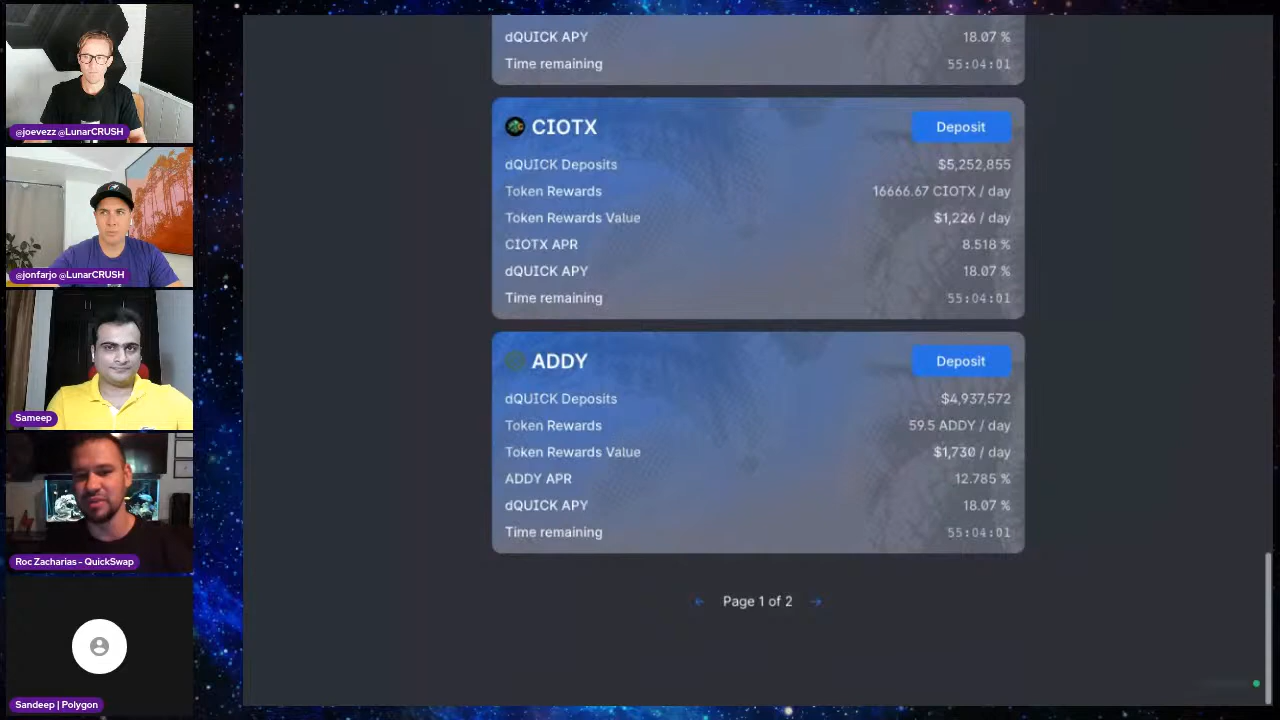 @joevezz @LunarCRUSH
@jonfarjo @LunarCRUSH
Sameep
Roc Zacharias - QuickSwap
Sandeep | Polygon
dQUICK APY 18.07 %
Time remaining 55:04:01
CIOTX Deposit
dQUICK Deposits $5,252,855
Token Rewards 16666.67 CIOTX / day
Token Rewards Value $1,226 / day
CIOTX APR 8.518 %
dQUICK APY 18.07 %
Time remaining 55:04:01
ADDY Deposit
dQUICK Deposits $4,937,572
Token Rewards 59.5 ADDY / day
Token Rewards Value $1,730 / day
ADDY APR 12.785 %
dQUICK APY 18.07 %
Time remaining 55:04:01
← Page 1 of 2 →